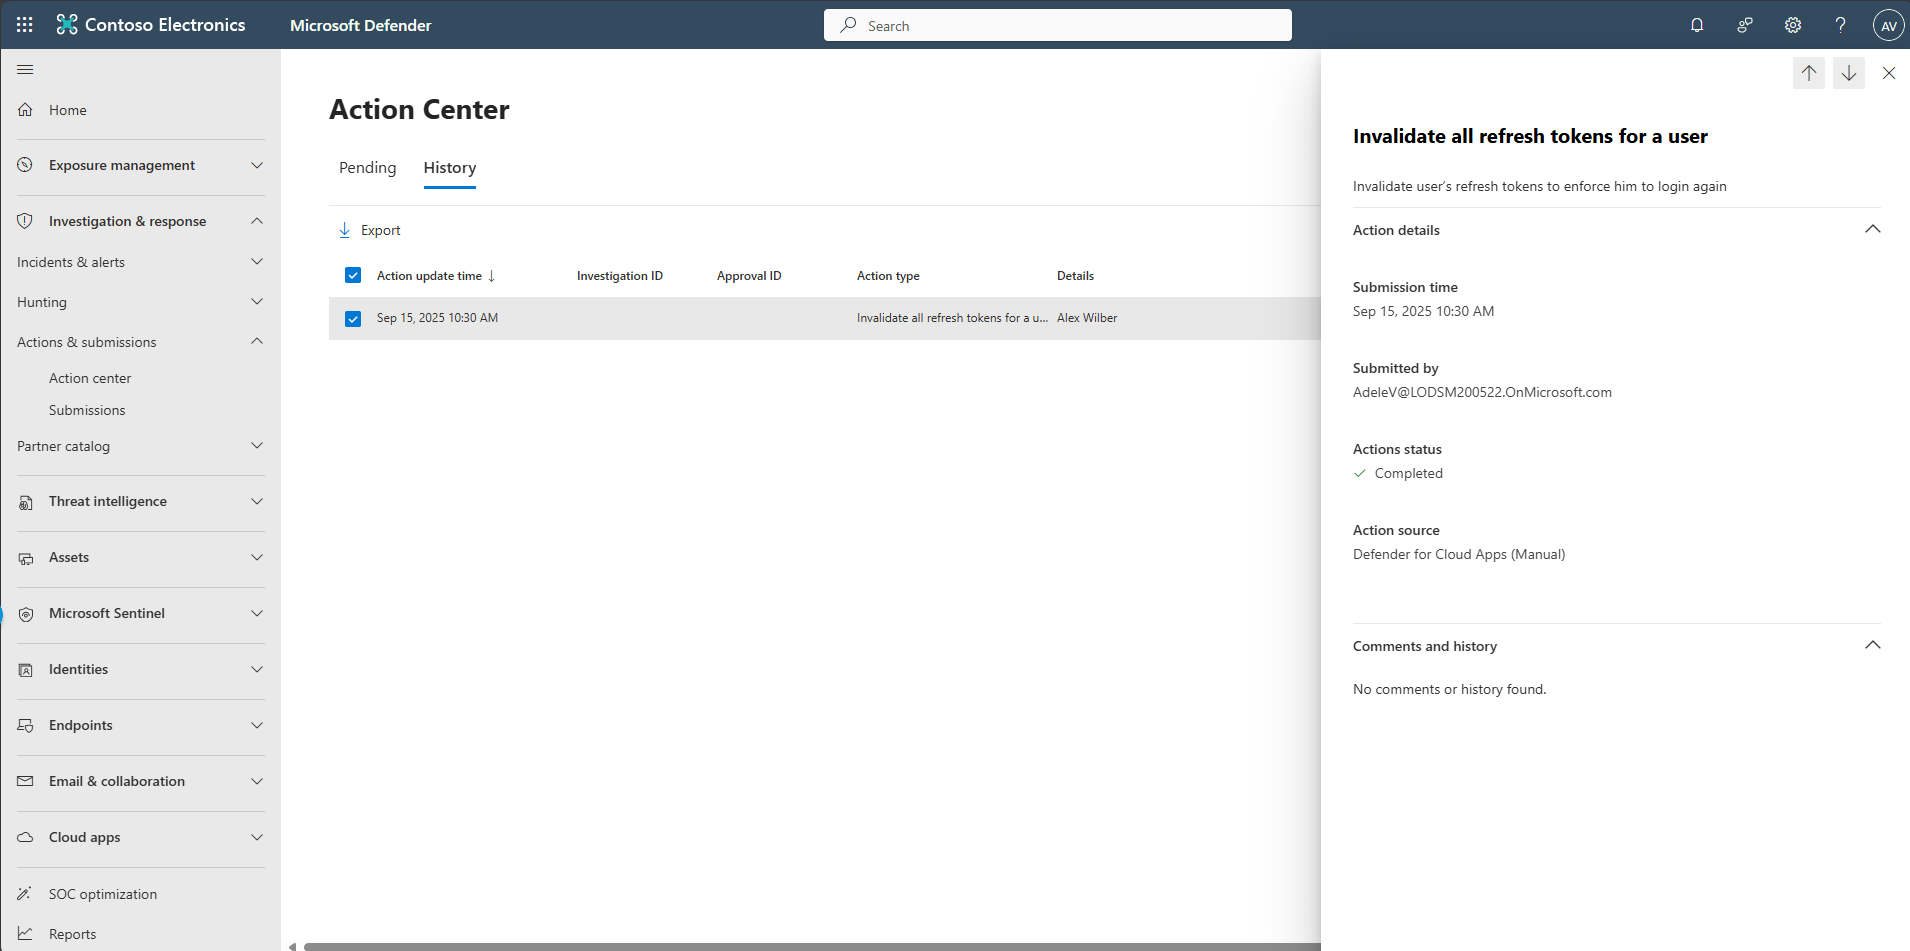 Contoso Electronics
Microsoft Defender
Search
AV
Home
Exposure management
Investigation & response
Incidents & alerts
Hunting
Actions & submissions
Action center
Submissions
Partner catalog
Threat intelligence
Assets
Microsoft Sentinel
Identities
Endpoints
Email & collaboration
Cloud apps
SOC optimization
Reports
Action Center
Pending History
Export
Action update time ↓ Investigation ID Approval ID Action type Details
Sep 15, 2025 10:30 AM Invalidate all refresh tokens for a u... Alex Wilber
Invalidate all refresh tokens for a user
Invalidate user’s refresh tokens to enforce him to login again
Action details
Submission time
Sep 15, 2025 10:30 AM
Submitted by
AdeleV@LODSM200522.OnMicrosoft.com
Actions status
Completed
Action source
Defender for Cloud Apps (Manual)
Comments and history
No comments or history found.